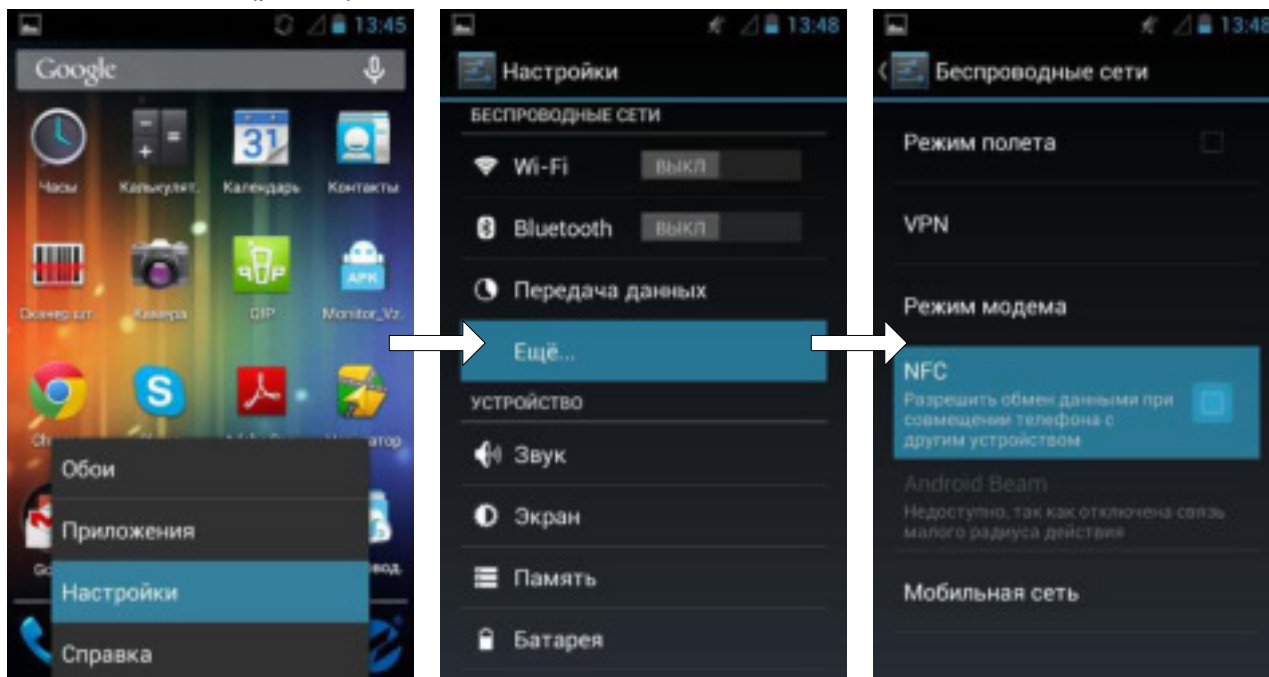 13:45
Google
31
Часы
Калькулят.
Календарь
Контакты
APK
Сканер шт.
Камера
QIP
Monitor_Vz.
Обои
Приложения
Настройки
Справка
13:48
Настройки
БЕСПРОВОДНЫЕ СЕТИ
Wi-Fi ВЫКЛ
Bluetooth ВЫКЛ
Передача данных
Ещё...
УСТРОЙСТВО
Звук
Экран
Память
Батарея
13:48
Беспроводные сети
Режим полета
VPN
Режим модема
NFC
Разрешить обмен данными при
совмещении телефона с
другим устройством
Android Beam
Недоступно, так как отключена связь
малого радиуса действия
Мобильная сеть